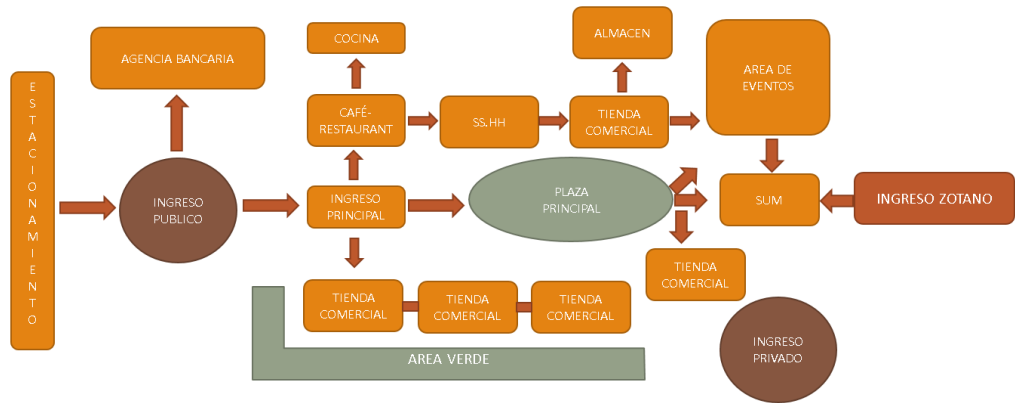 ESTACIONAMIENTO
AGENCIA BANCARIA
INGRESO
PUBLICO
COCINA
CAFÉ-
RESTAURANT
INGRESO
PRINCIPAL
SS.HH
ALMACEN
TIENDA
COMERCIAL
AREA DE
EVENTOS
PLAZA
PRINCIPAL
SUM
INGRESO ZOTANO
TIENDA
COMERCIAL
TIENDA
COMERCIAL
TIENDA
COMERCIAL
TIENDA
COMERCIAL
AREA VERDE
INGRESO
PRIVADO